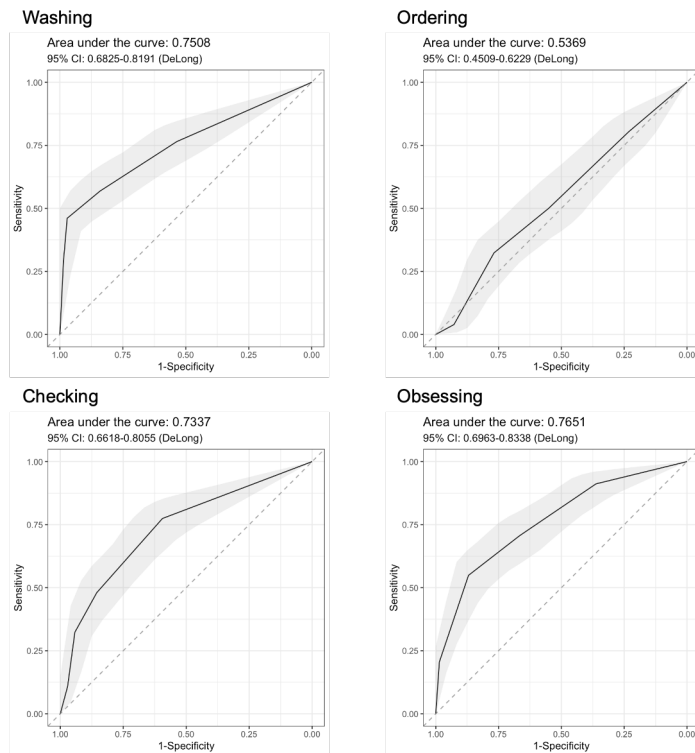 Washing
Area under the curve: 0.7508
95% CI: 0.6825-0.8191 (DeLong)
1.00
0.75
0.50
0.25
0.00
Sensitivity
1.00 0.75 0.50 0.25 0.00
1-Specificity
Ordering
Area under the curve: 0.5369
95% CI: 0.4509-0.6229 (DeLong)
1.00
0.75
0.50
0.25
0.00
Sensitivity
1.00 0.75 0.50 0.25 0.00
1-Specificity
Checking
Area under the curve: 0.7337
95% CI: 0.6618-0.8055 (DeLong)
1.00
0.75
0.50
0.25
0.00
Sensitivity
1.00 0.75 0.50 0.25 0.00
1-Specificity
Obsessing
Area under the curve: 0.7651
95% CI: 0.6963-0.8338 (DeLong)
1.00
0.75
0.50
0.25
0.00
Sensitivity
1.00 0.75 0.50 0.25 0.00
1-Specificity